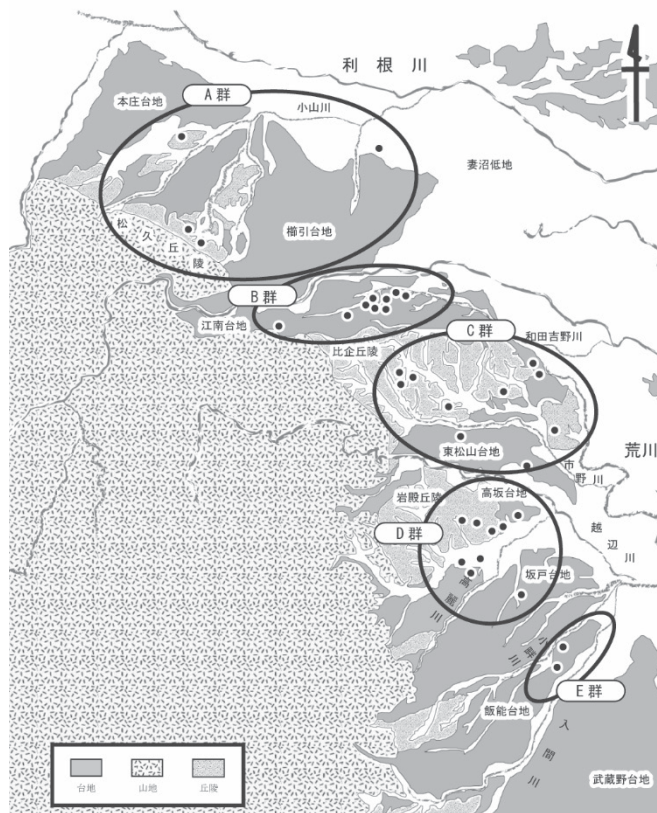 利根川
A群
本庄台地
小山川
妻沼低地
櫛引台地
松久丘陵
B群
江南台地
和田吉野川
C群
比企丘陵
荒川
東松山台地
市野川
岩殿丘陵
高坂台地
D群
越辺川
坂戸台地
高麗川
小畔川
E群
飯能台地
入間川
武蔵野台地
台地
山地
丘陵